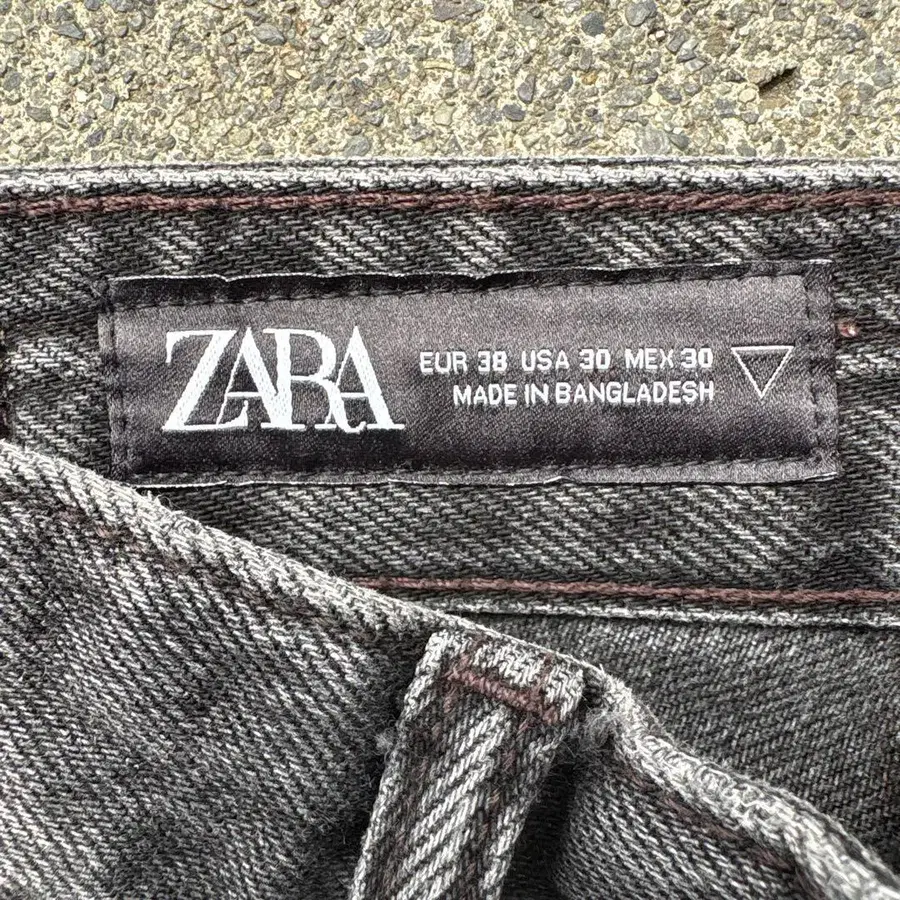 ZARA
EUR 38 USA 30 MEX 30
MADE IN BANGLADESH